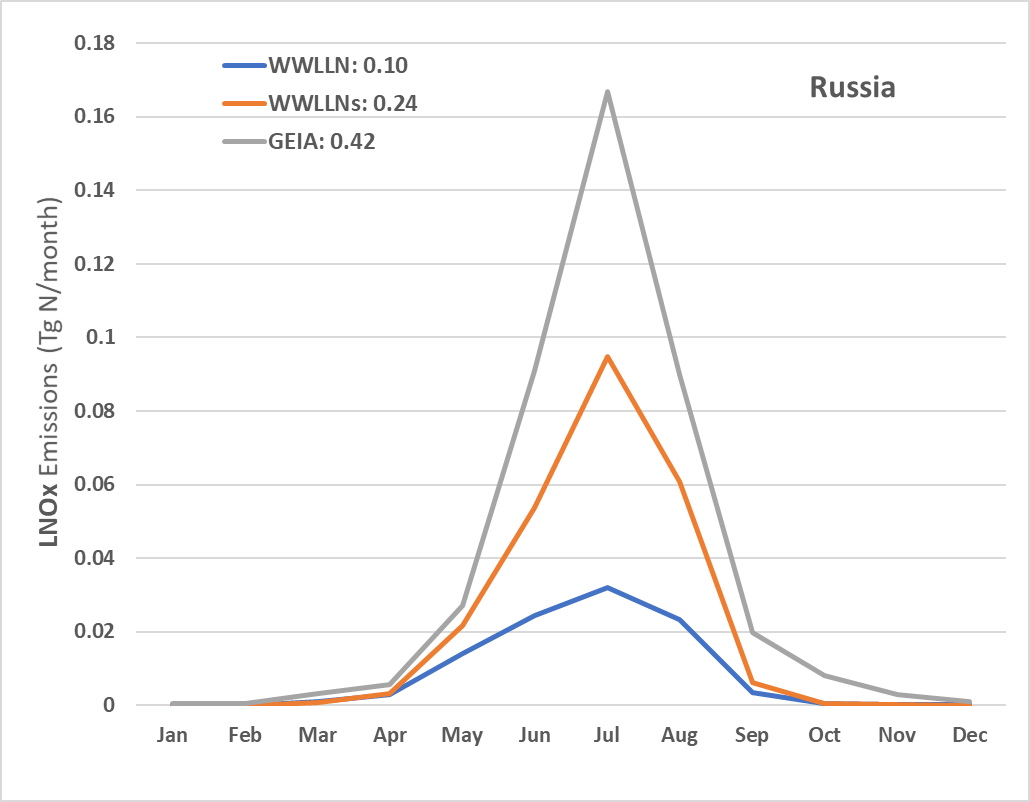 0.18
0.16
0.14
0.12
0.1
0.08
0.06
0.04
0.02
0
LNOx Emissions (Tg N/month)
WWLLN: 0.10
WWLLNs: 0.24
GEIA: 0.42
Russia
Jan Feb Mar Apr May Jun Jul Aug Sep Oct Nov Dec